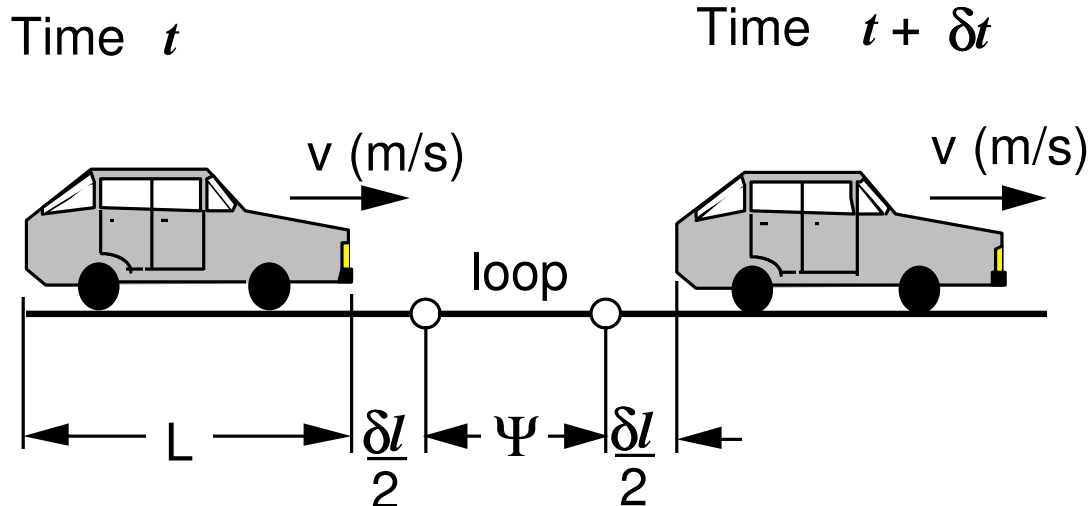 Time t
Time t + δt
v (m/s)
v (m/s)
loop
L
δl/2
Ψ
δl/2